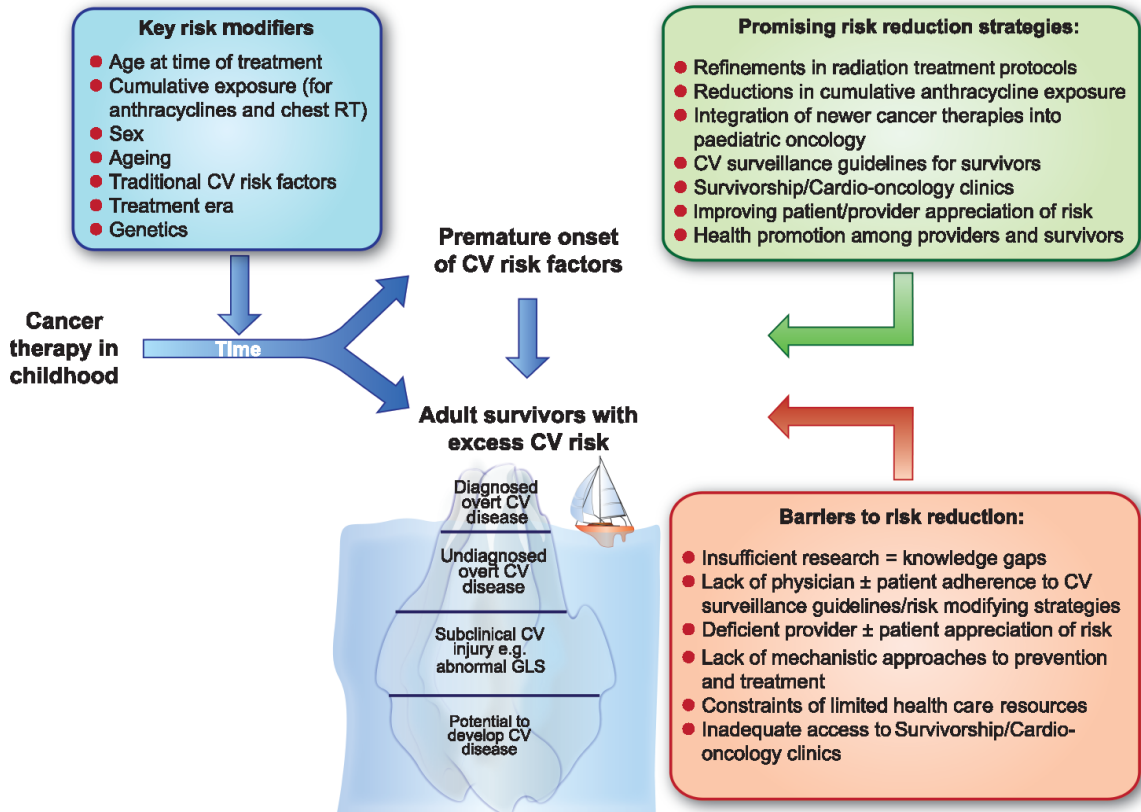 Key risk modifiers
Age at time of treatment
Cumulative exposure (for
anthracyclines and chest RT)
Sex
Ageing
Traditional CV risk factors
Treatment era
Genetics
Promising risk reduction strategies:
Refinements in radiation treatment protocols
Reductions in cumulative anthracycline exposure
Integration of newer cancer therapies into
paediatric oncology
CV surveillance guidelines for survivors
Survivorship/Cardio-oncology clinics
Improving patient/provider appreciation of risk
Health promotion among providers and survivors
Cancer
therapy in
childhood
Time
Premature onset
of CV risk factors
Adult survivors with
excess CV risk
Diagnosed
overt CV
disease
Undiagnosed
overt CV
disease
Subclinical CV
injury e.g.
abnormal GLS
Potential to
develop CV
disease
Barriers to risk reduction:
Insufficient research = knowledge gaps
Lack of physician ± patient adherence to CV
surveillance guidelines/risk modifying strategies
Deficient provider ± patient appreciation of risk
Lack of mechanistic approaches to prevention
and treatment
Constraints of limited health care resources
Inadequate access to Survivorship/Cardio-
oncology clinics